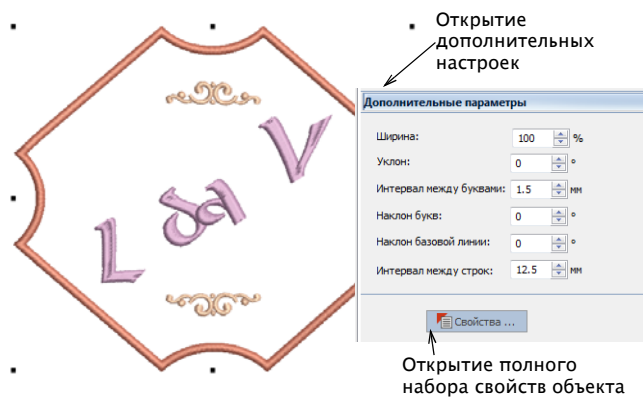 Открытие
дополнительных
настроек
Дополнительные параметры
Ширина: 100 %
Уклон: 0 °
Интервал между буквами: 1.5 мм
Наклон букв: 0 °
Наклон базовой линии: 0 °
Интервал между строк: 12.5 мм
Свойства ...
Открытие полного
набора свойств объекта
L & V